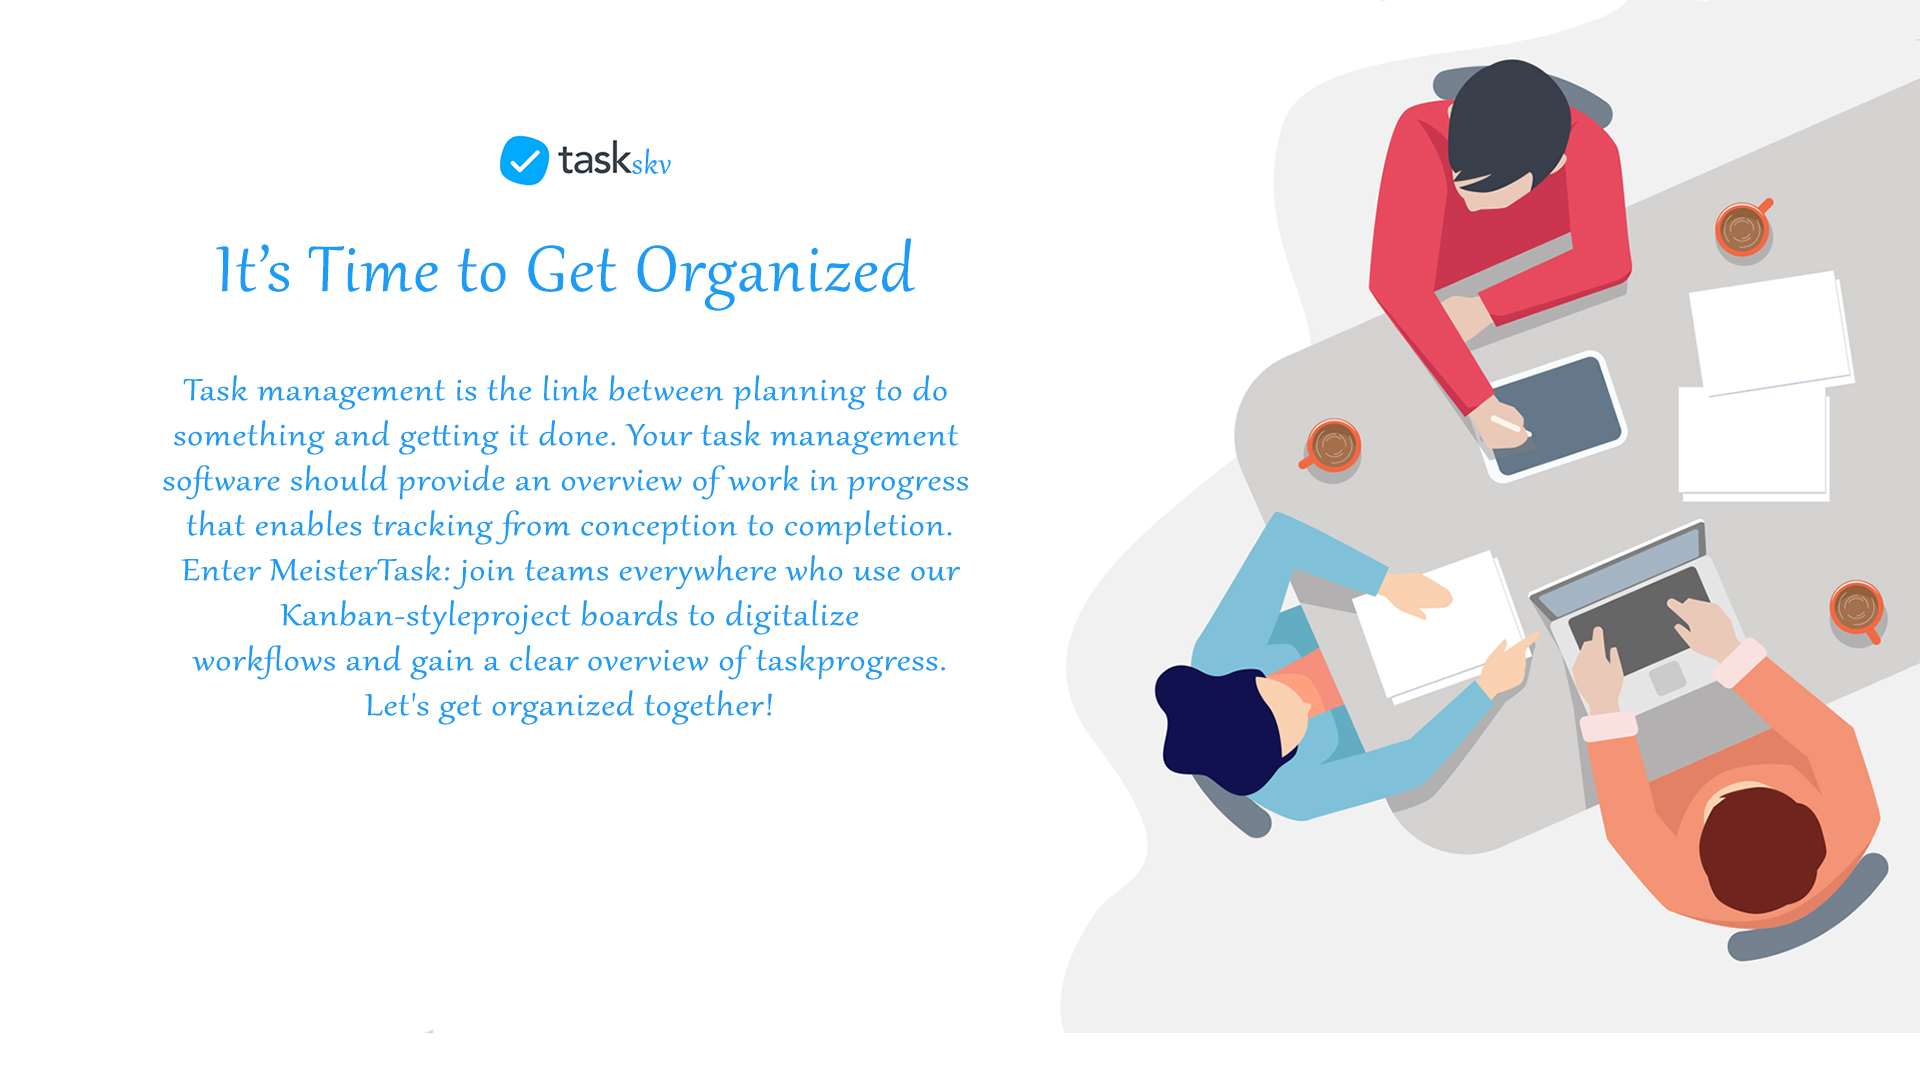 taskskv
It’s Time to Get Organized
Task management is the link between planning to do
something and getting it done. Your task management
software should provide an overview of work in progress
that enables tracking from conception to completion.
Enter MeisterTask: join teams everywhere who use our
Kanban-styleproject boards to digitalize
workflows and gain a clear overview of taskprogress.
Let's get organized together!